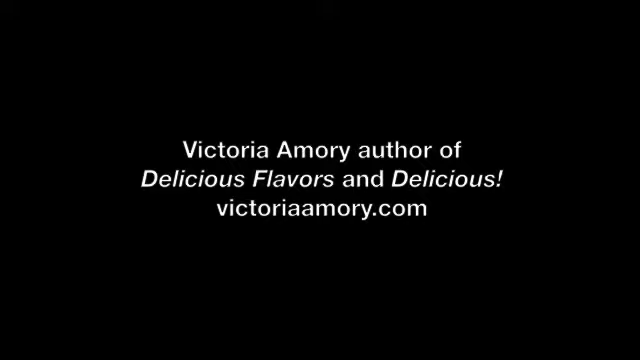 Victoria Amory author of
Delicious Flavors and Delicious!
victoriaamory.com